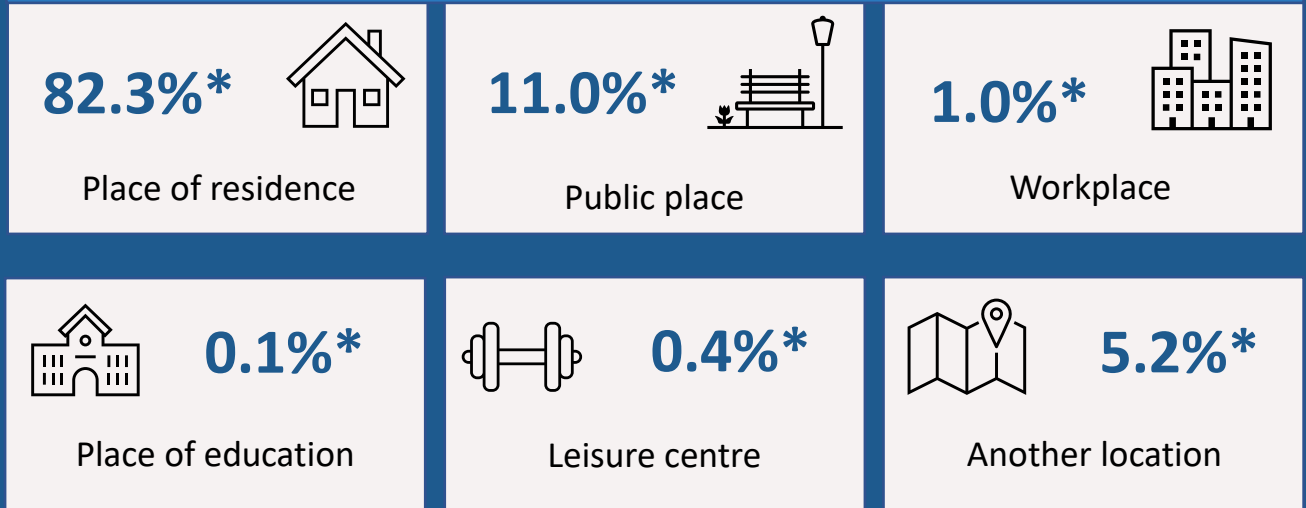 82.3%*
Place of residence
11.0%*
Public place
1.0%*
Workplace
0.1%*
Place of education
0.4%*
Leisure centre
5.2%*
Another location